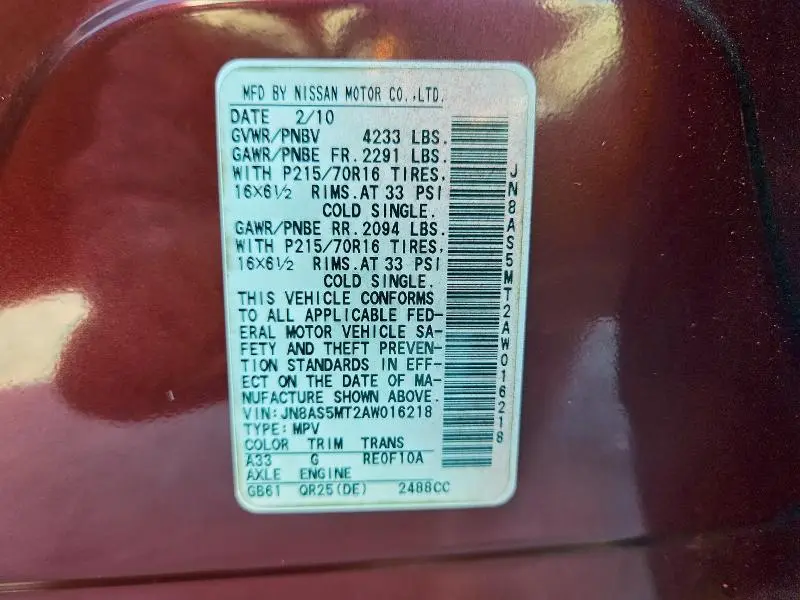 MFD BY NISSAN MOTOR CO.,LTD.
DATE 2/10
GVWR/PNBV 4233 LBS.
GAWR/PNBE FR.2291 LBS.
WITH P215/70R16 TIRES,
16×6½ RIMS.AT 33 PSI
COLD SINGLE.
GAWR/PNBE RR.2094 LBS.
WITH P215/70R16 TIRES,
16×6½ RIMS.AT 33 PSI
COLD SINGLE.
THIS VEHICLE CONFORMS
TO ALL APPLICABLE FED-
ERAL MOTOR VEHICLE SA-
FETY AND THEFT PREVEN-
TION STANDARDS IN EFF-
ECT ON THE DATE OF MA-
NUFACTURE SHOWN ABOVE.
VIN:JN8AS5MT2AW016218
TYPE:MPV
COLOR TRIM TRANS
A33 G RE0F10A
AXLE ENGINE
GB61 QR25(DE) 2488CC
JN8AS5MT2AW016218